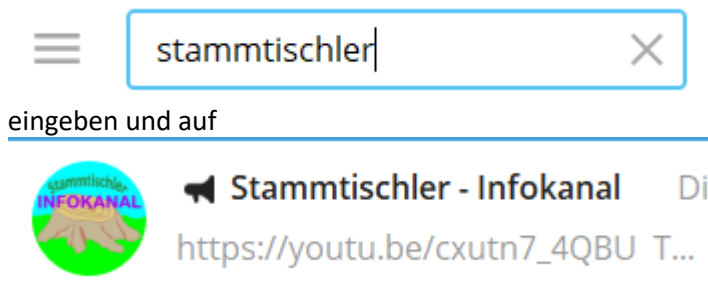 stammtischler
eingeben und auf
Stammtischler
INFOKANAL
Stammtischler - Infokanal Di
https://youtu.be/cxutn7_4QBU T...